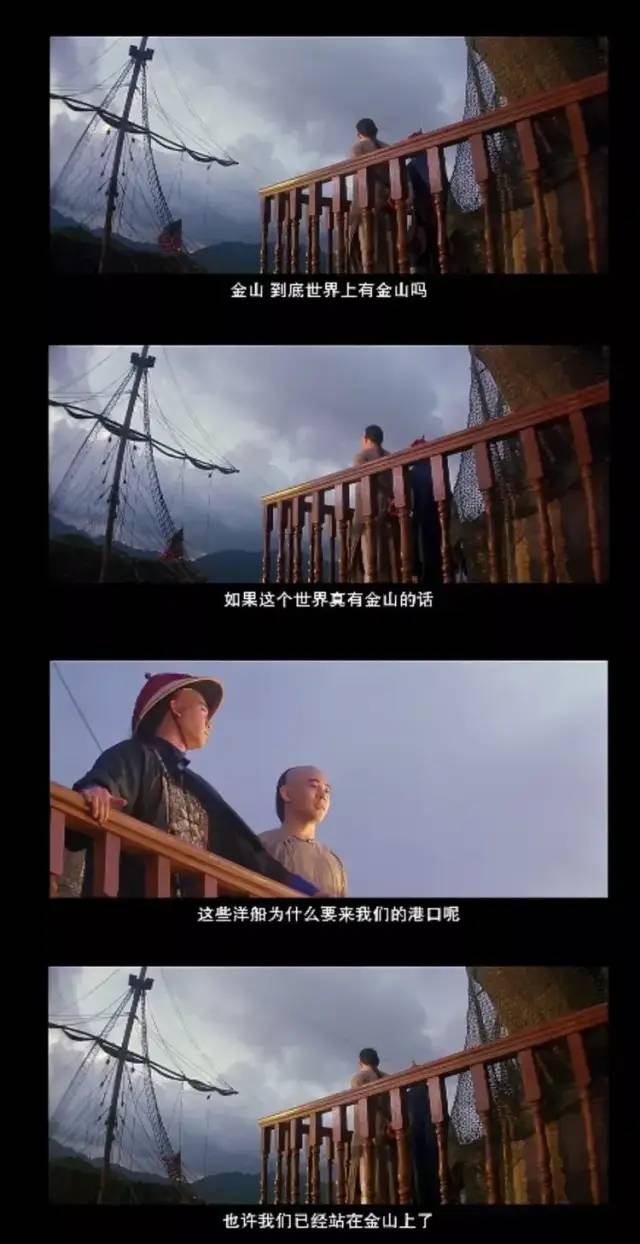 金山 到底世界上有金山吗
如果这个世界真有金山的话
这些洋船为什么要来我们的港口呢
也许我们已经站在金山上了